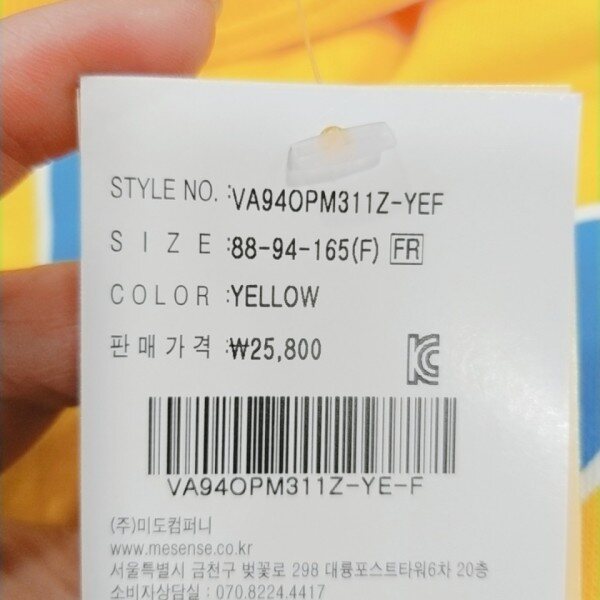 STYLE NO. :VA94OPM311Z-YEF
SIZE :88-94-165(F) FR
COLOR :YELLOW
판매가격 :₩25,800
KC
VA94OPM311Z-YE-F
(주)미도컴퍼니
www.mesense.co.kr
서울특별시 금천구 벚꽃로 298 대륭포스트타워6차 20층
소비자상담실 : 070.8224.4417